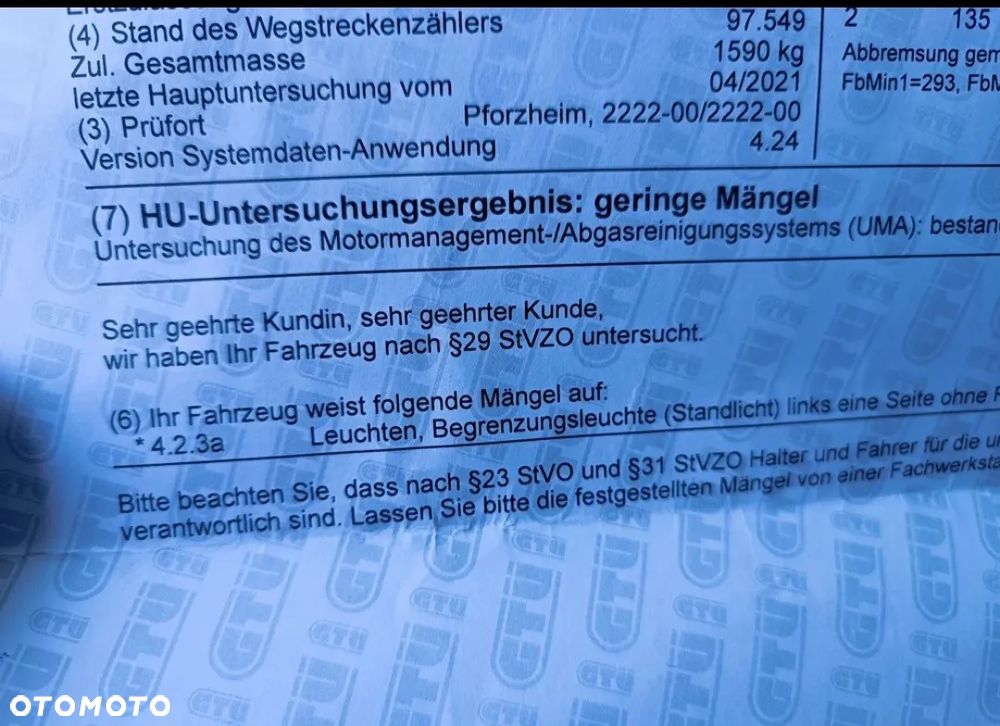 (4) Stand des Wegstreckenzählers 97.549
Zul. Gesamtmasse 1590 kg
letzte Hauptuntersuchung vom 04/2021
(3) Prüfort Pforzheim, 2222-00/2222-00
Version Systemdaten-Anwendung 4.24
2 135
Abbremsung gem
FbMin1=293, FbM
(7) HU-Untersuchungsergebnis: geringe Mängel
Untersuchung des Motormanagement-/Abgasreinigungssystems (UMA): bestan
Sehr geehrte Kundin, sehr geehrter Kunde,
wir haben Ihr Fahrzeug nach §29 StVZO untersucht.
(6) Ihr Fahrzeug weist folgende Mängel auf:
* 4.2.3a Leuchten, Begrenzungsleuchte (Standlicht) links eine Seite ohne
Bitte beachten Sie, dass nach §23 StVO und §31 StVZO Halter und Fahrer für die
verantwortlich sind. Lassen Sie bitte die festgestellten Mängel von einer Fachwerksta
GTÜ
OTOMOTO